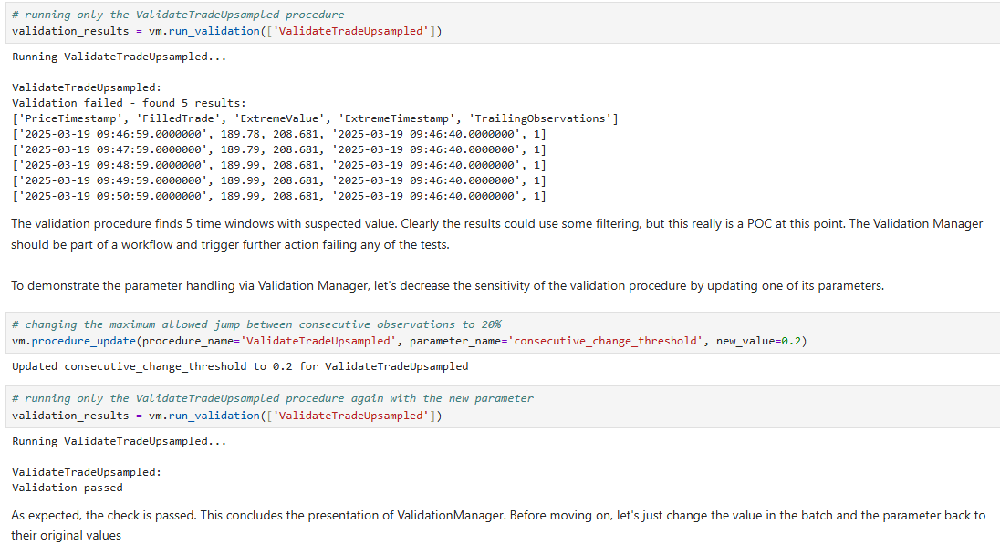 # running only the ValidateTradeUpsampled procedure
validation_results = vm.run_validation(['ValidateTradeUpsampled'])
Running ValidateTradeUpsampled...
ValidateTradeUpsampled:
Validation failed - found 5 results:
['PriceTimestamp', 'FilledTrade', 'ExtremeValue', 'ExtremeTimestamp', 'TrailingObservations']
['2025-03-19 09:46:59.0000000', 189.78, 208.681, '2025-03-19 09:46:40.0000000', 1]
['2025-03-19 09:47:59.0000000', 189.79, 208.681, '2025-03-19 09:46:40.0000000', 1]
['2025-03-19 09:48:59.0000000', 189.99, 208.681, '2025-03-19 09:46:40.0000000', 1]
['2025-03-19 09:49:59.0000000', 189.99, 208.681, '2025-03-19 09:46:40.0000000', 1]
['2025-03-19 09:50:59.0000000', 189.99, 208.681, '2025-03-19 09:46:40.0000000', 1]
The validation procedure finds 5 time windows with suspected value. Clearly the results could use some filtering, but this really is a POC at this point. The Validation Manager
should be part of a workflow and trigger further action failing any of the tests.
To demonstrate the parameter handling via Validation Manager, let's decrease the sensitivity of the validation procedure by updating one of its parameters.
# changing the maximum allowed jump between consecutive observations to 20%
vm.procedure_update(procedure_name='ValidateTradeUpsampled', parameter_name='consecutive_change_threshold', new_value=0.2)
Updated consecutive_change_threshold to 0.2 for ValidateTradeUpsampled
# running only the ValidateTradeUpsampled procedure again with the new parameter
validation_results = vm.run_validation(['ValidateTradeUpsampled'])
Running ValidateTradeUpsampled...
ValidateTradeUpsampled:
Validation passed
As expected, the check is passed. This concludes the presentation of ValidationManager. Before moving on, let's just change the value in the batch and the parameter back to
their original values